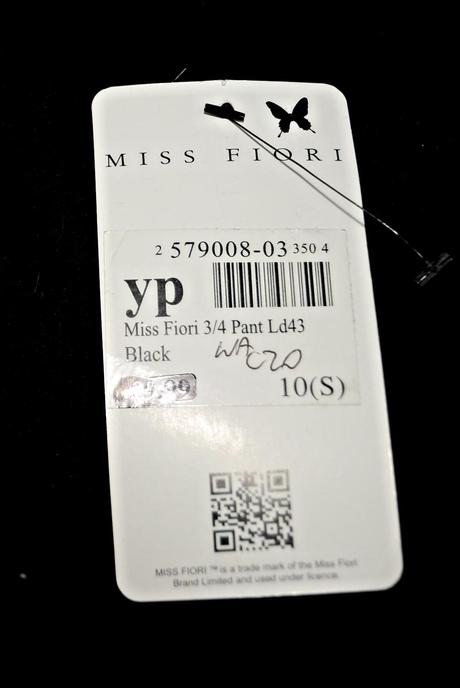 MISS FIORI
2 579008-03 350 4
yp
Miss Fiori 3/4 Pant Ld43
Black
10(S)
MISS FIORI ™ is a trade mark of the Miss Fiori
Brand Limited and used under licence.